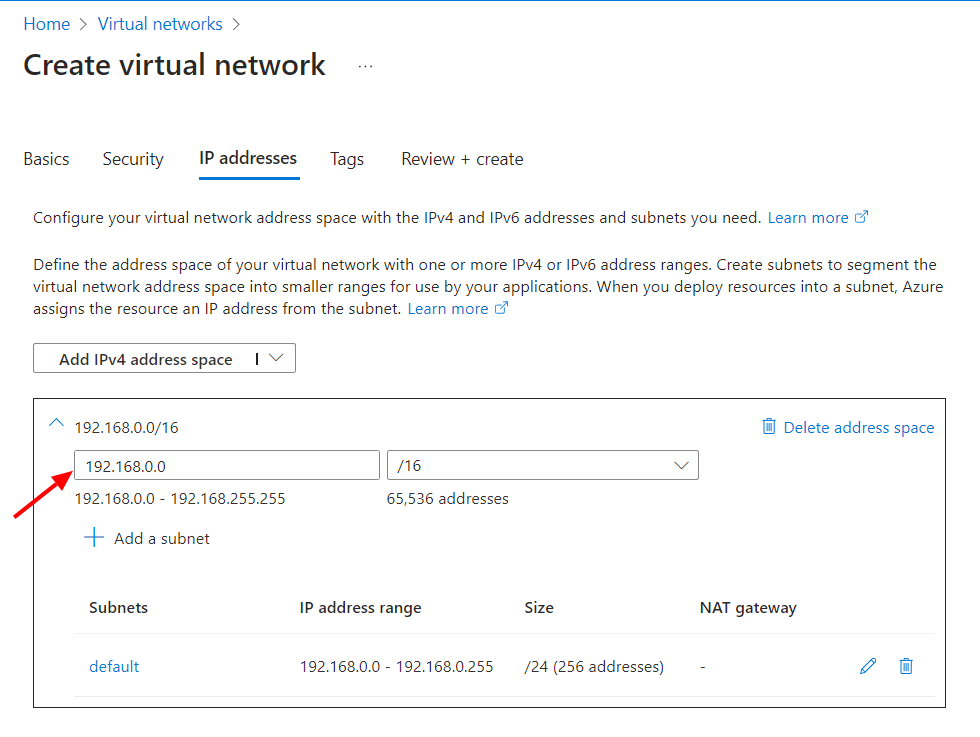 Home > Virtual networks >
Create virtual network ...
Basics Security IP addresses Tags Review + create
Configure your virtual network address space with the IPv4 and IPv6 addresses and subnets you need. Learn more
Define the address space of your virtual network with one or more IPv4 or IPv6 address ranges. Create subnets to segment the
virtual network address space into smaller ranges for use by your applications. When you deploy resources into a subnet, Azure
assigns the resource an IP address from the subnet. Learn more
Add IPv4 address space |
192.168.0.0/16 Delete address space
192.168.0.0 /16
192.168.0.0 - 192.168.255.255 65,536 addresses
+ Add a subnet
Subnets IP address range Size NAT gateway
default 192.168.0.0 - 192.168.0.255 /24 (256 addresses) -